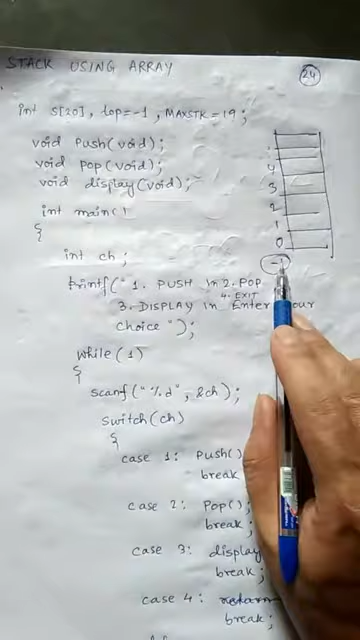 STACK USING ARRAY
24
int S[20], top=-1, MAXSTK=19;
void Push(void);
void Pop(void);
void display(void);
int main()
{
int ch;
printf("1. PUSH \n 2. POP
3. DISPLAY \n 4. EXIT Enter your
choice");
while(1)
{
scanf("%d", &ch);
switch(ch)
{
case 1: Push()
break
case 2: Pop();
break;
case 3: display
break;
case 4: return
break;
4
3
2
1
0
-1